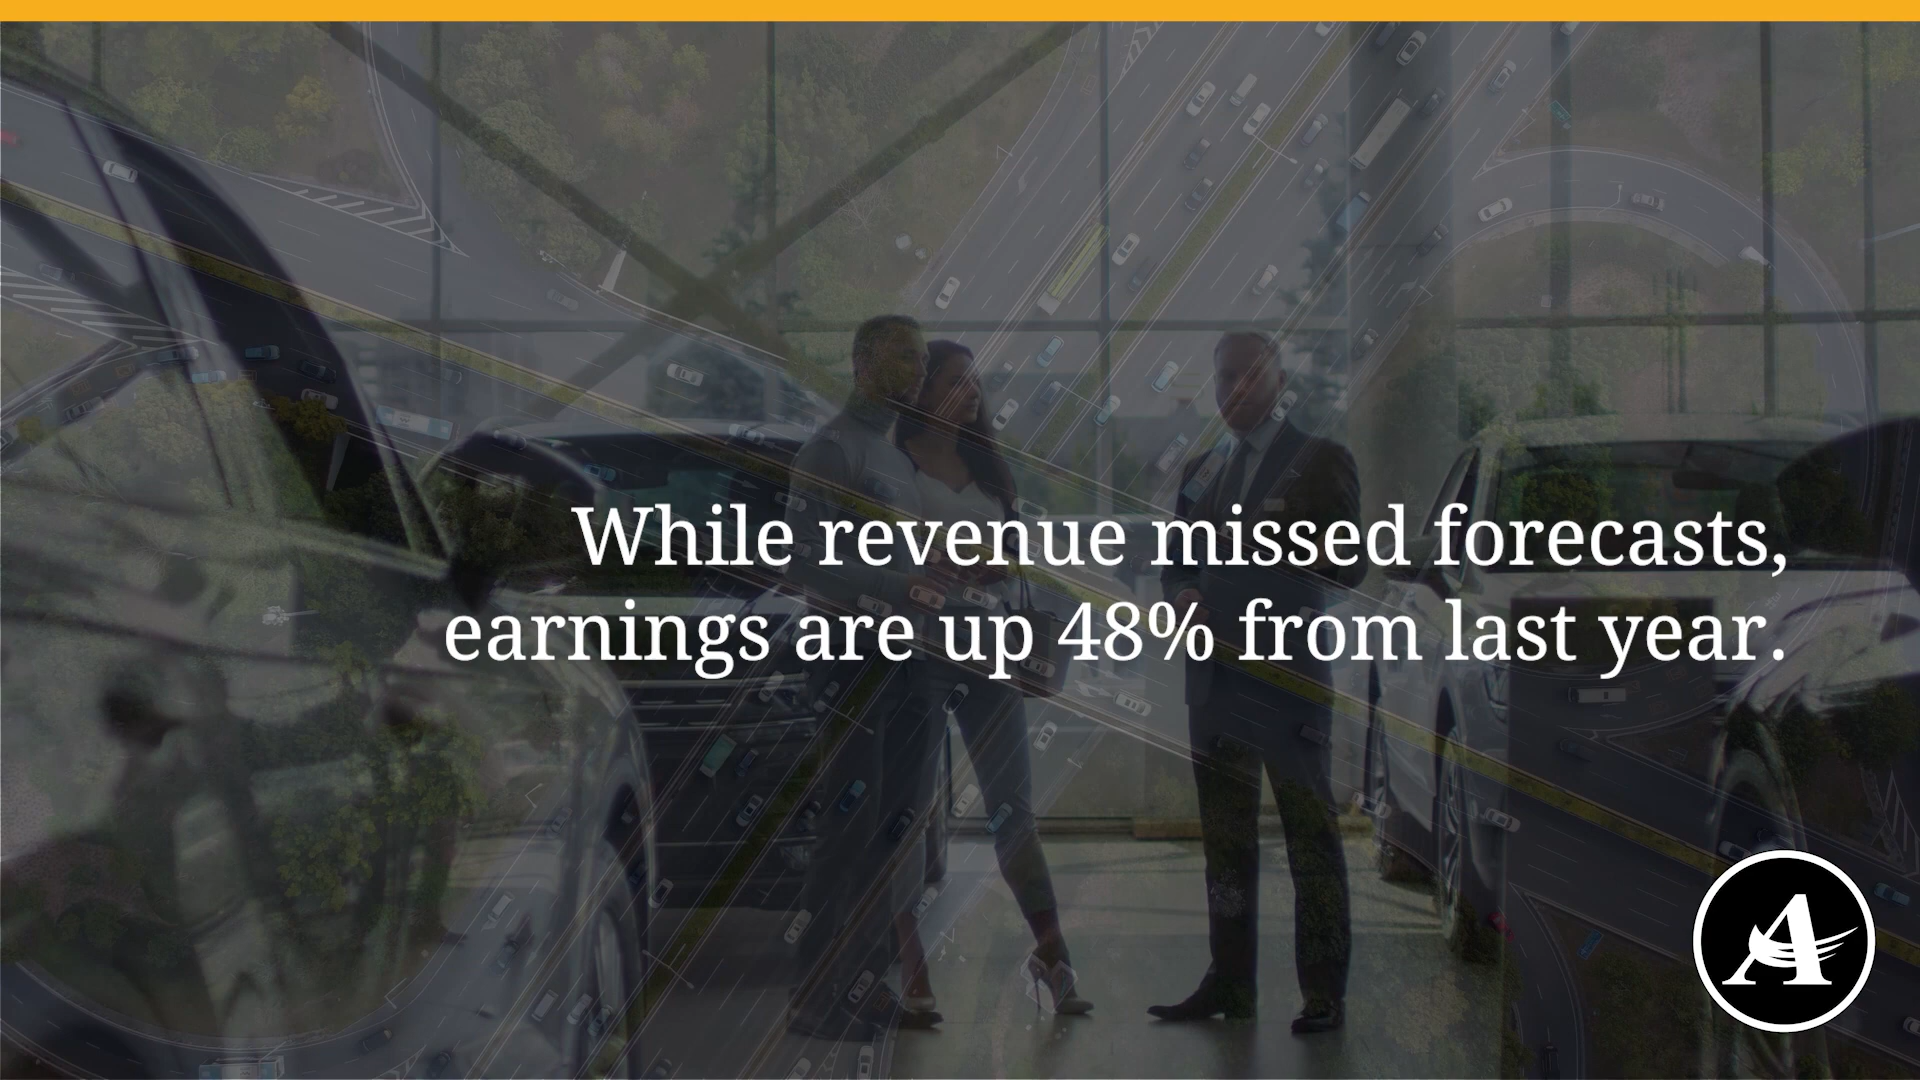 While revenue missed forecasts,
earnings are up 48% from last year.
A